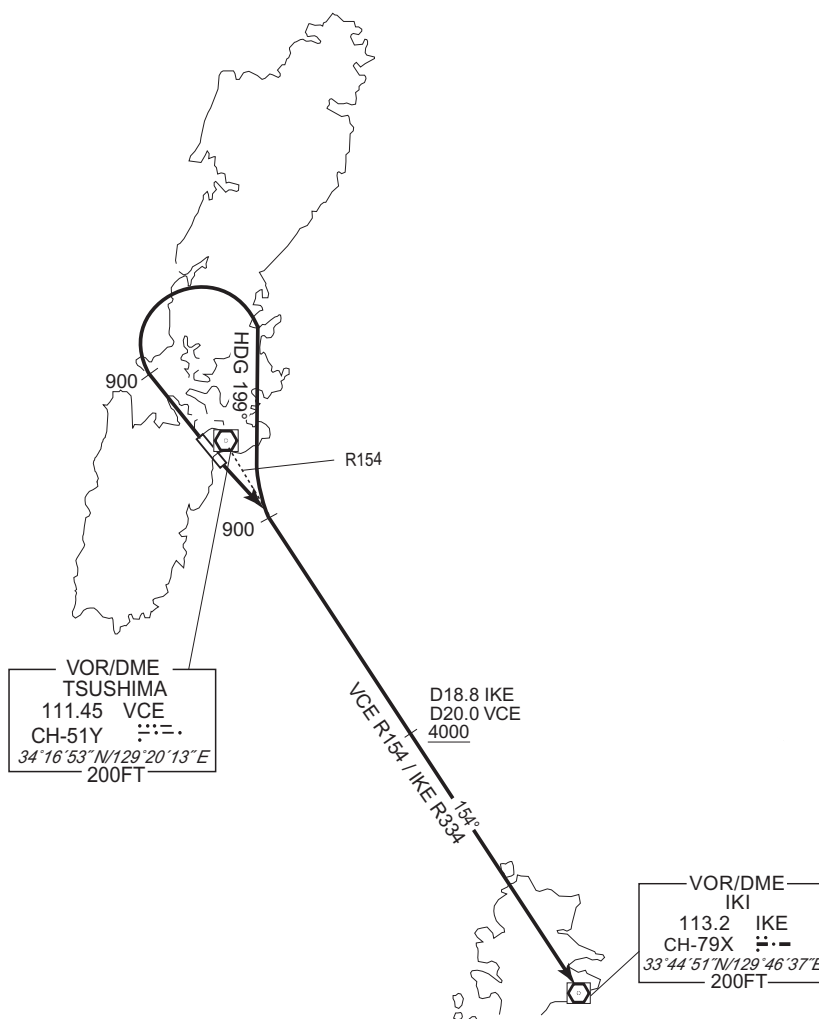 HDG 199°
900
R154
900
VOR/DME
TSUSHIMA
111.45 VCE
CH-51Y
34°16′53″N/129°20′13″E
200FT
D18.8 IKE
D20.0 VCE
4000
VCE R154 / IKE R334
154°
VOR/DME
IKI
113.2 IKE
CH-79X
33°44′51″N/129°46′37″E
200FT